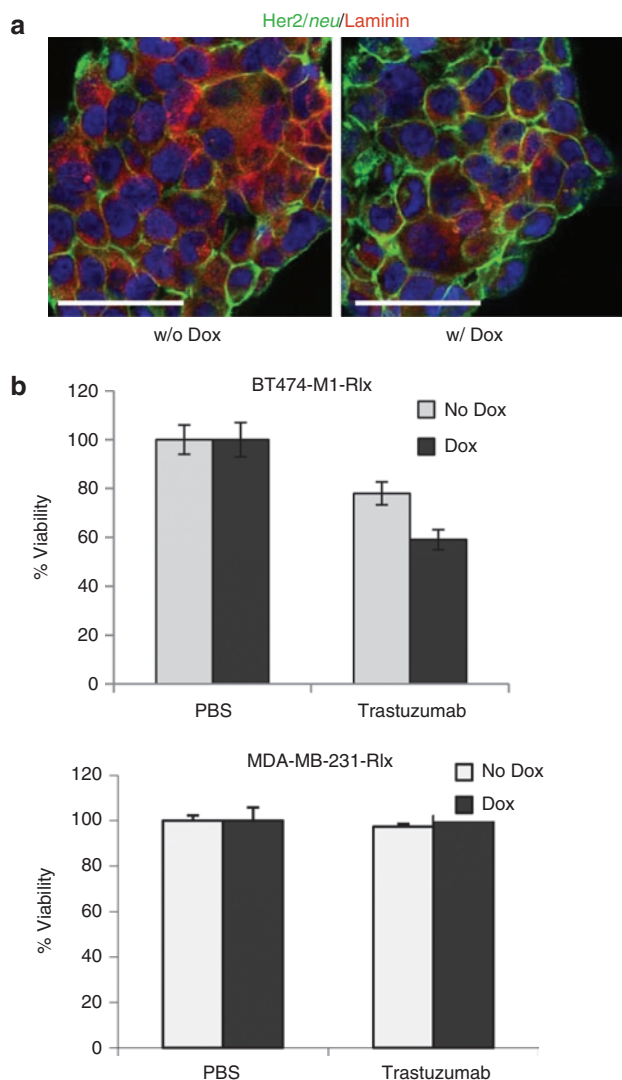 a
Her2/neu/Laminin
w/o Dox
w/ Dox
b
BT474-M1-Rlx
No Dox
Dox
% Viability
120
100
80
60
40
20
0
PBS
Trastuzumab
MDA-MB-231-Rlx
No Dox
Dox
% Viability
120
100
80
60
40
20
0
PBS
Trastuzumab